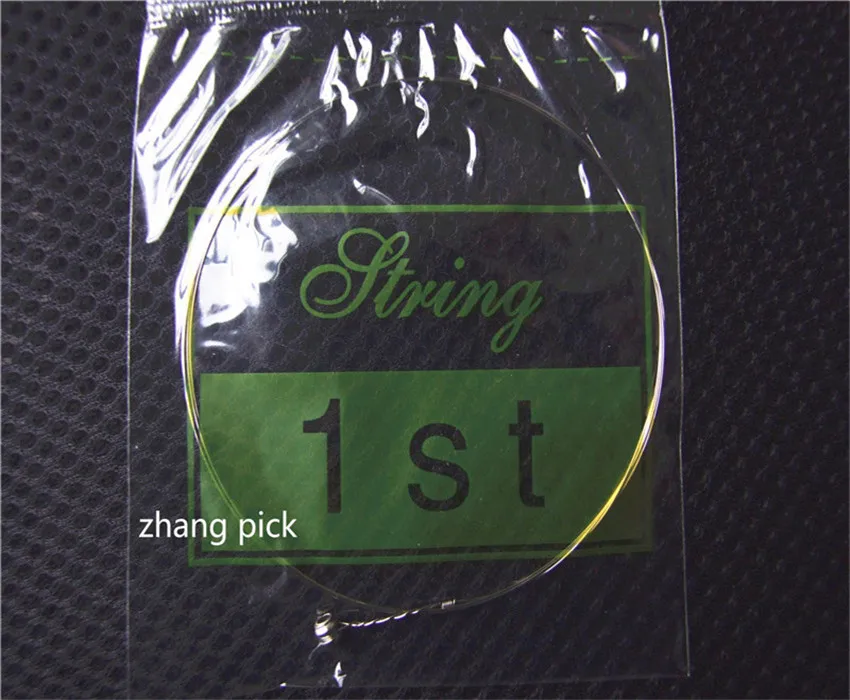 String
1st
zhang pick